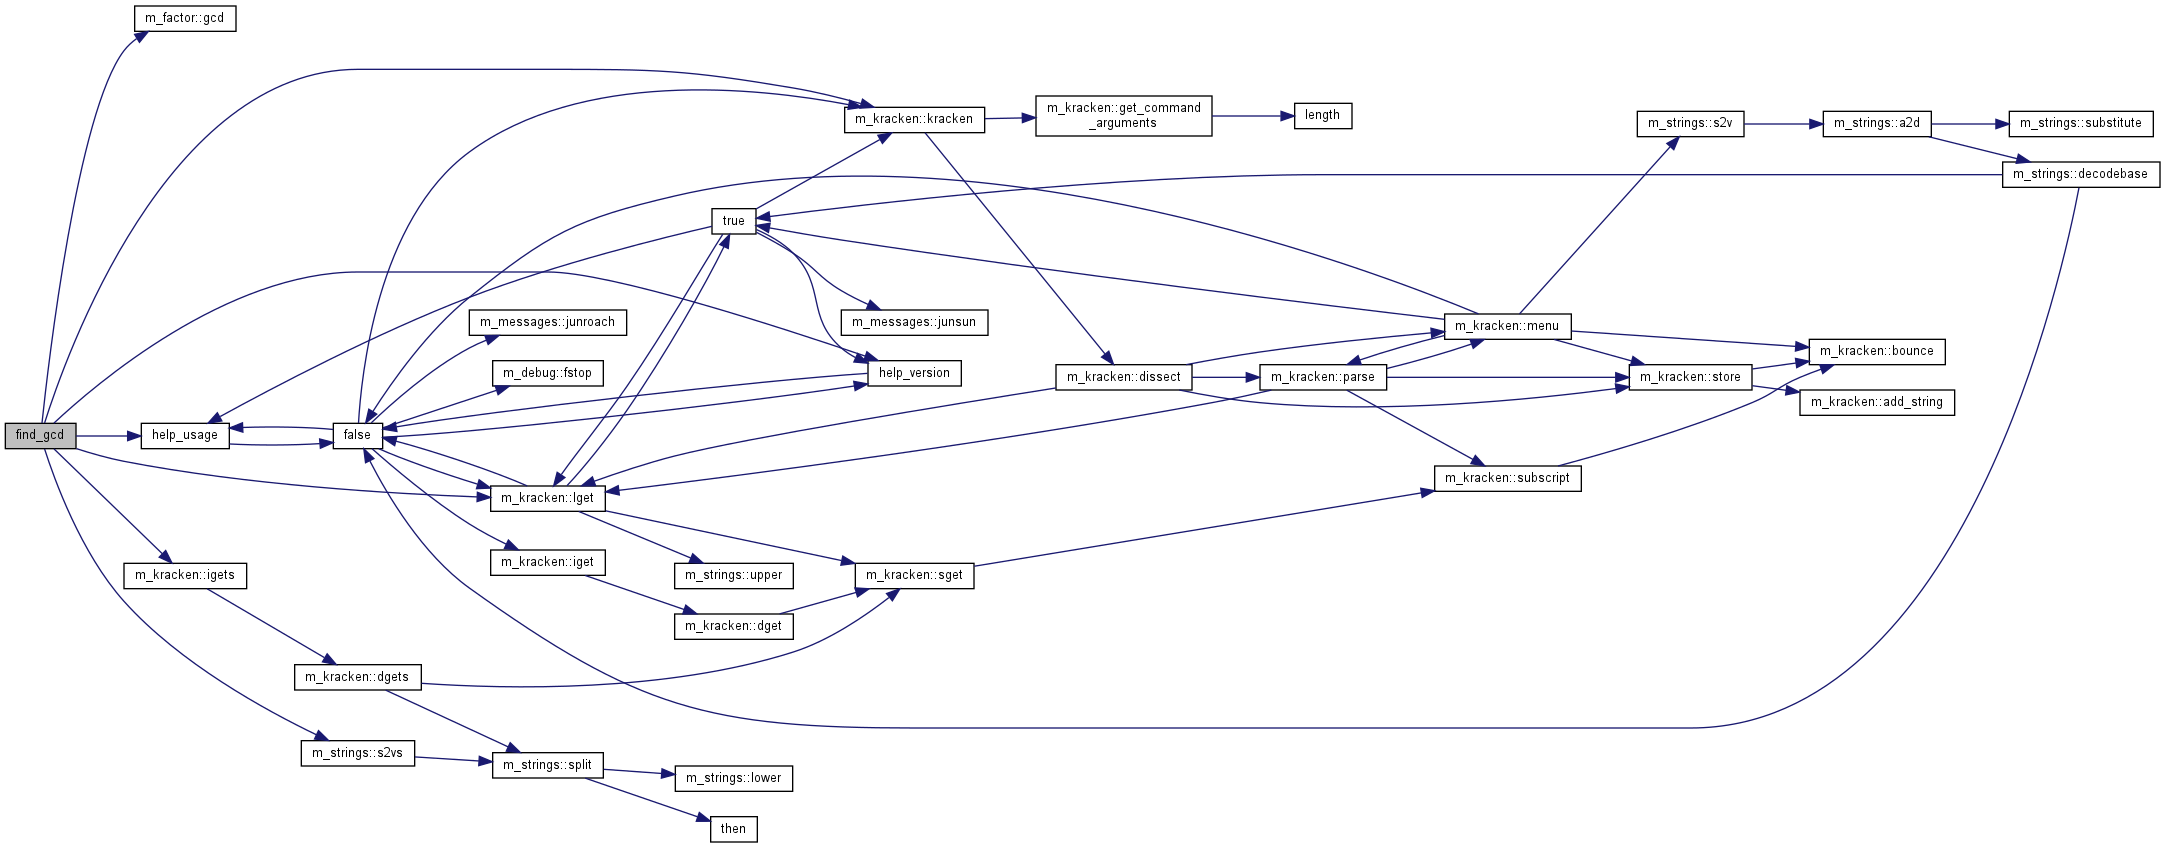 m_factor::gcd
m_kracken::kracken
m_kracken::get_command
_arguments
length
m_strings::s2v
m_strings::a2d
m_strings::substitute
m_strings::decodebase
true
m_messages::junroach
m_messages::junsun
m_kracken::menu
m_kracken::bounce
m_debug::fstop
help_version
m_kracken::dissect
m_kracken::parse
m_kracken::store
m_kracken::add_string
find_gcd
help_usage
false
m_kracken::subscript
m_kracken::lget
m_kracken::iget
m_kracken::igets
m_strings::upper
m_kracken::sget
m_kracken::dget
m_kracken::dgets
m_strings::s2vs
m_strings::split
m_strings::lower
then